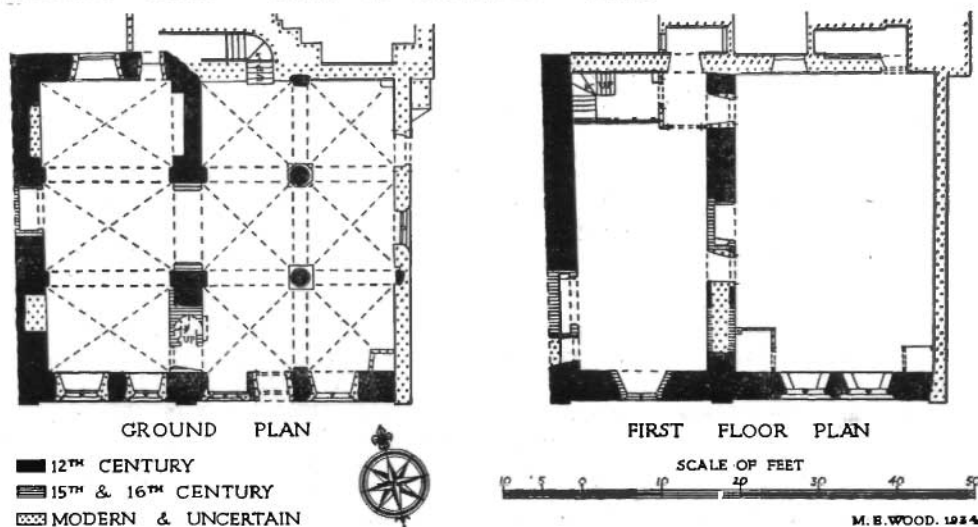 UP
UP
GROUND PLAN
FIRST FLOOR PLAN
12TH CENTURY
15TH & 16TH CENTURY
MODERN & UNCERTAIN
SCALE OF FEET
10 5 0 10 20 30 40 50
M.E.WOOD. 1934